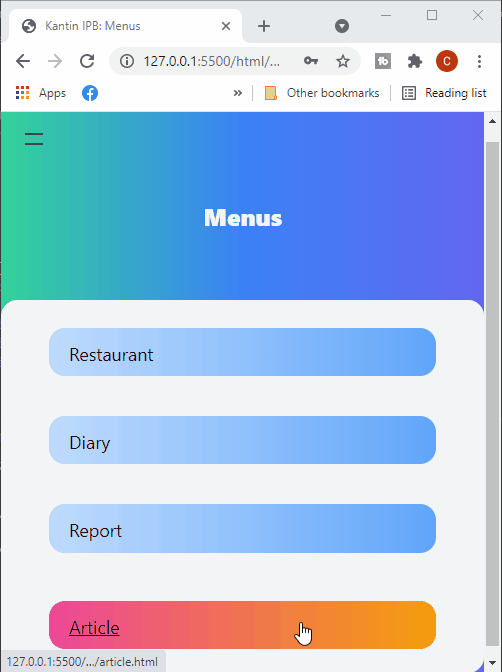 Kantin IPB: Menus
127.0.0.1:5500/html/...
C
Apps
»
Other bookmarks
Reading list
Menus
Restaurant
Diary
Report
Article
127.0.0.1:5500/.../article.html